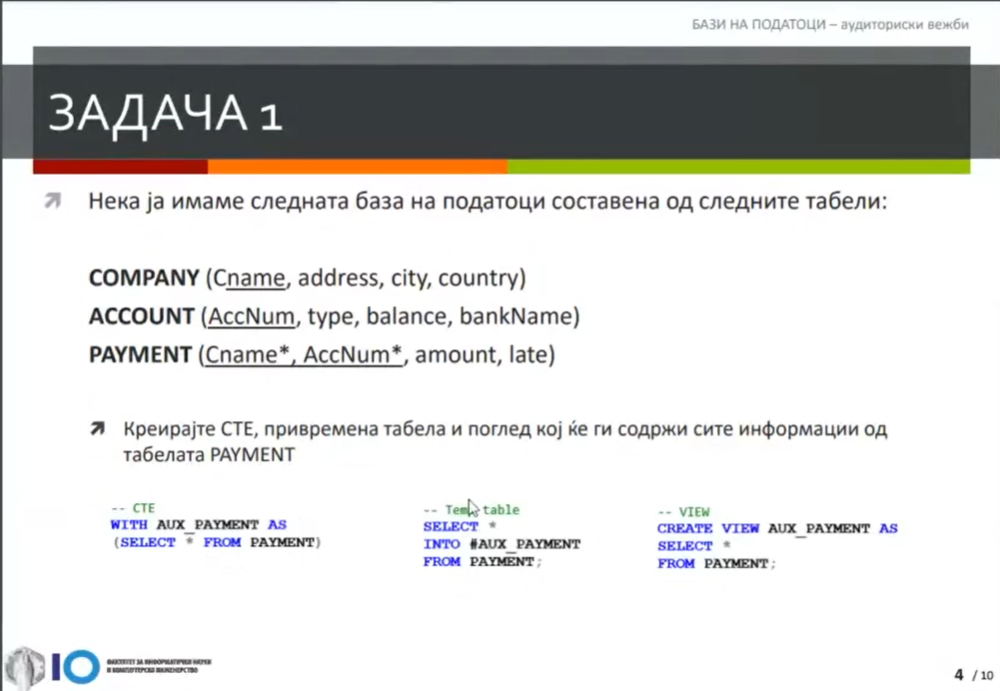 БАЗИ НА ПОДАТОЦИ – аудиториски вежби
ЗАДАЧА 1
Нека ја имаме следната база на податоци составена од следните табели:
COMPANY (Cname, address, city, country)
ACCOUNT (AccNum, type, balance, bankName)
PAYMENT (Cname*, AccNum*, amount, late)
Креирајте CTE, привремена табела и поглед кој ќе ги содржи сите информации од
табелата PAYMENT
-- CTE
WITH AUX_PAYMENT AS
(SELECT * FROM PAYMENT)
-- Temp table
SELECT *
INTO #AUX_PAYMENT
FROM PAYMENT;
-- VIEW
CREATE VIEW AUX_PAYMENT AS
SELECT *
FROM PAYMENT;
ФАКУЛТЕТ ЗА ИНФОРМАТИЧКИ НАУКИ
И КОМПЈУТЕРСКО ИНЖЕНЕРСТВО
4 / 10